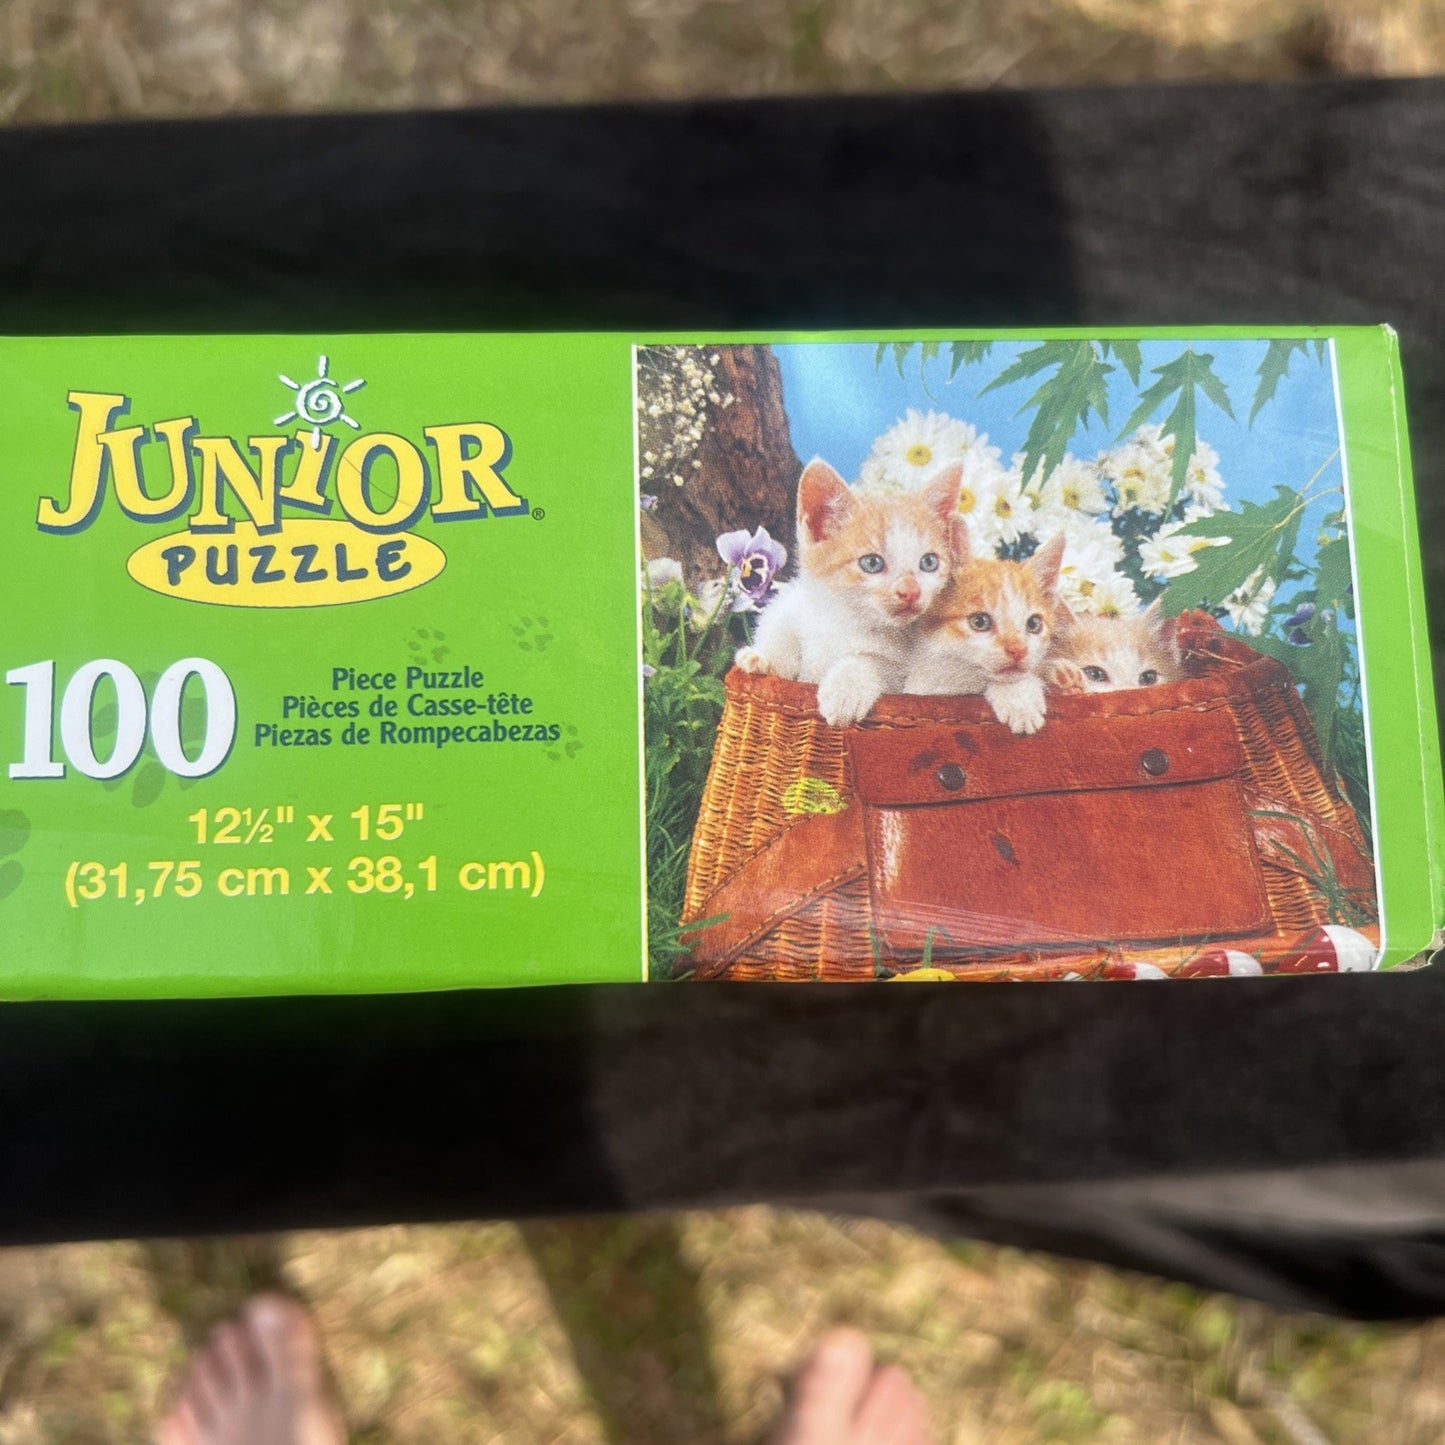 JUNIOR®
PUZZLE
100
Piece Puzzle
Pièces de Casse-tête
Piezas de Rompecabezas
12½" x 15"
(31,75 cm x 38,1 cm)